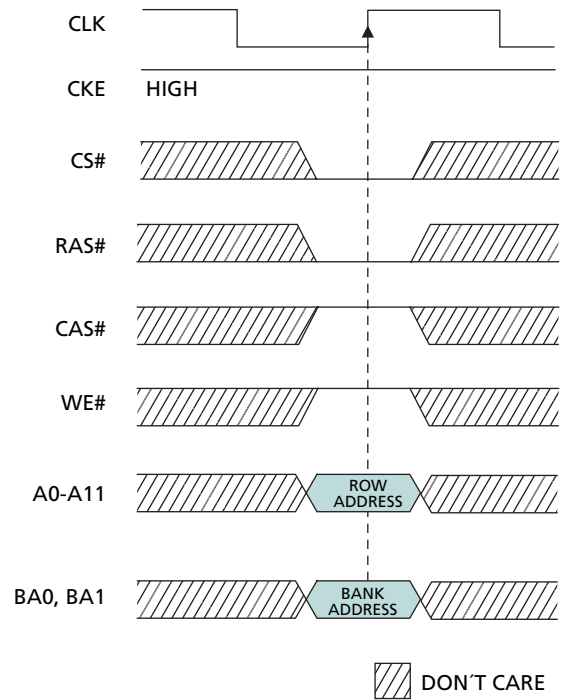 CLK
CKE HIGH
CS#
RAS#
CAS#
WE#
A0-A11
ROW
ADDRESS
BA0, BA1
BANK
ADDRESS
DON´T CARE